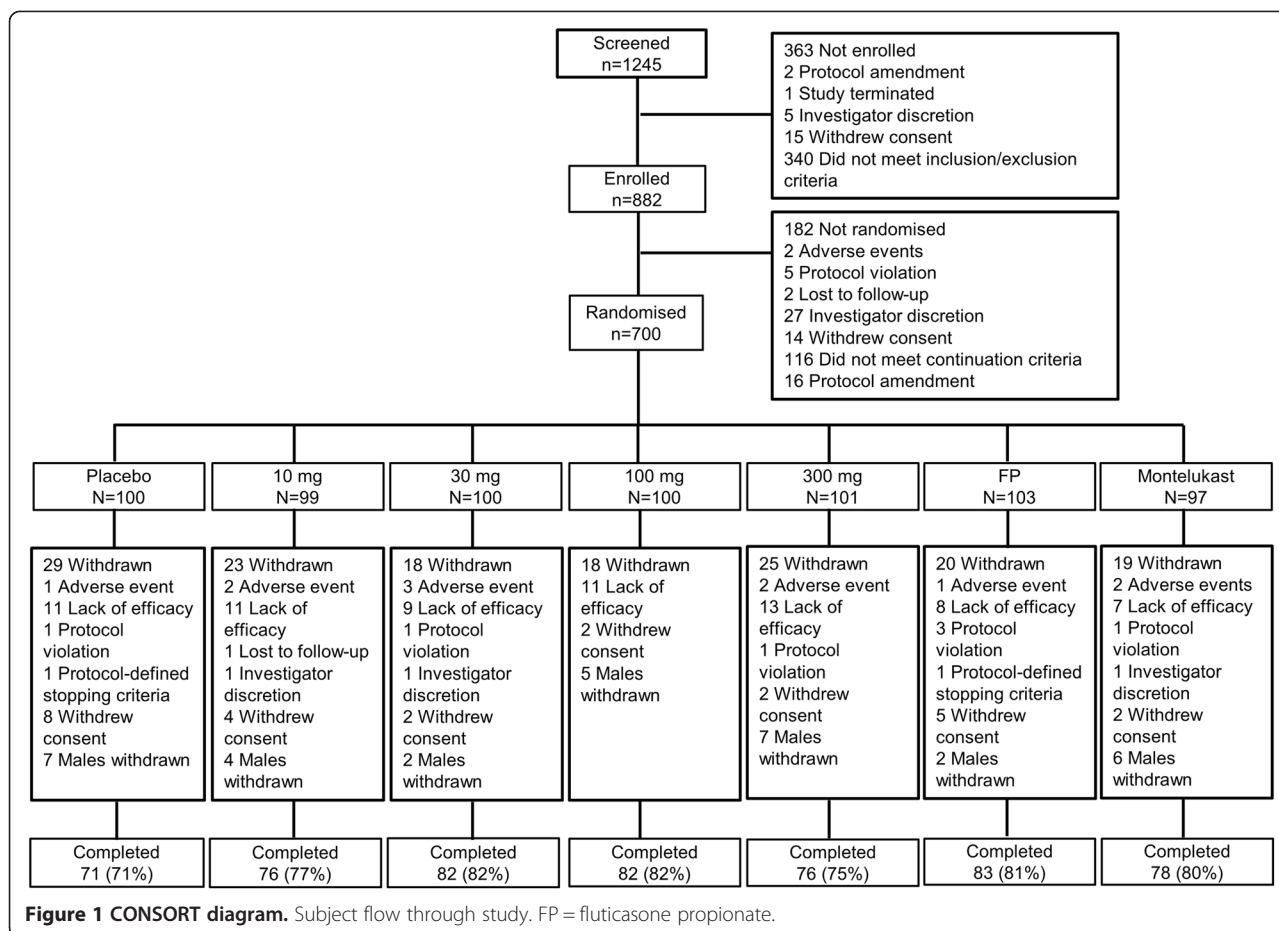 Screened
n=1245
363 Not enrolled
2 Protocol amendment
1 Study terminated
5 Investigator discretion
15 Withdrew consent
340 Did not meet inclusion/exclusion
criteria
Enrolled
n=882
182 Not randomised
2 Adverse events
5 Protocol violation
2 Lost to follow-up
27 Investigator discretion
14 Withdrew consent
116 Did not meet continuation criteria
16 Protocol amendment
Randomised
n=700
Placebo
N=100
10 mg
N=99
30 mg
N=100
100 mg
N=100
300 mg
N=101
FP
N=103
Montelukast
N=97
29 Withdrawn
1 Adverse event
11 Lack of efficacy
1 Protocol
violation
1 Protocol-defined
stopping criteria
8 Withdrew
consent
7 Males withdrawn
23 Withdrawn
2 Adverse event
11 Lack of
efficacy
1 Lost to follow-up
1 Investigator
discretion
4 Withdrew
consent
4 Males
withdrawn
18 Withdrawn
3 Adverse event
9 Lack of efficacy
1 Protocol
violation
1 Investigator
discretion
2 Withdrew
consent
2 Males
withdrawn
18 Withdrawn
11 Lack of
efficacy
2 Withdrew
consent
5 Males
withdrawn
25 Withdrawn
2 Adverse event
13 Lack of
efficacy
1 Protocol
violation
2 Withdrew
consent
7 Males
withdrawn
20 Withdrawn
1 Adverse event
8 Lack of efficacy
3 Protocol
violation
1 Protocol-defined
stopping criteria
5 Withdrew
consent
2 Males
withdrawn
19 Withdrawn
2 Adverse events
7 Lack of efficacy
1 Protocol
violation
1 Investigator
discretion
2 Withdrew
consent
6 Males
withdrawn
Completed
71 (71%)
Completed
76 (77%)
Completed
82 (82%)
Completed
82 (82%)
Completed
76 (75%)
Completed
83 (81%)
Completed
78 (80%)
Figure 1 CONSORT diagram. Subject flow through study. FP = fluticasone propionate.